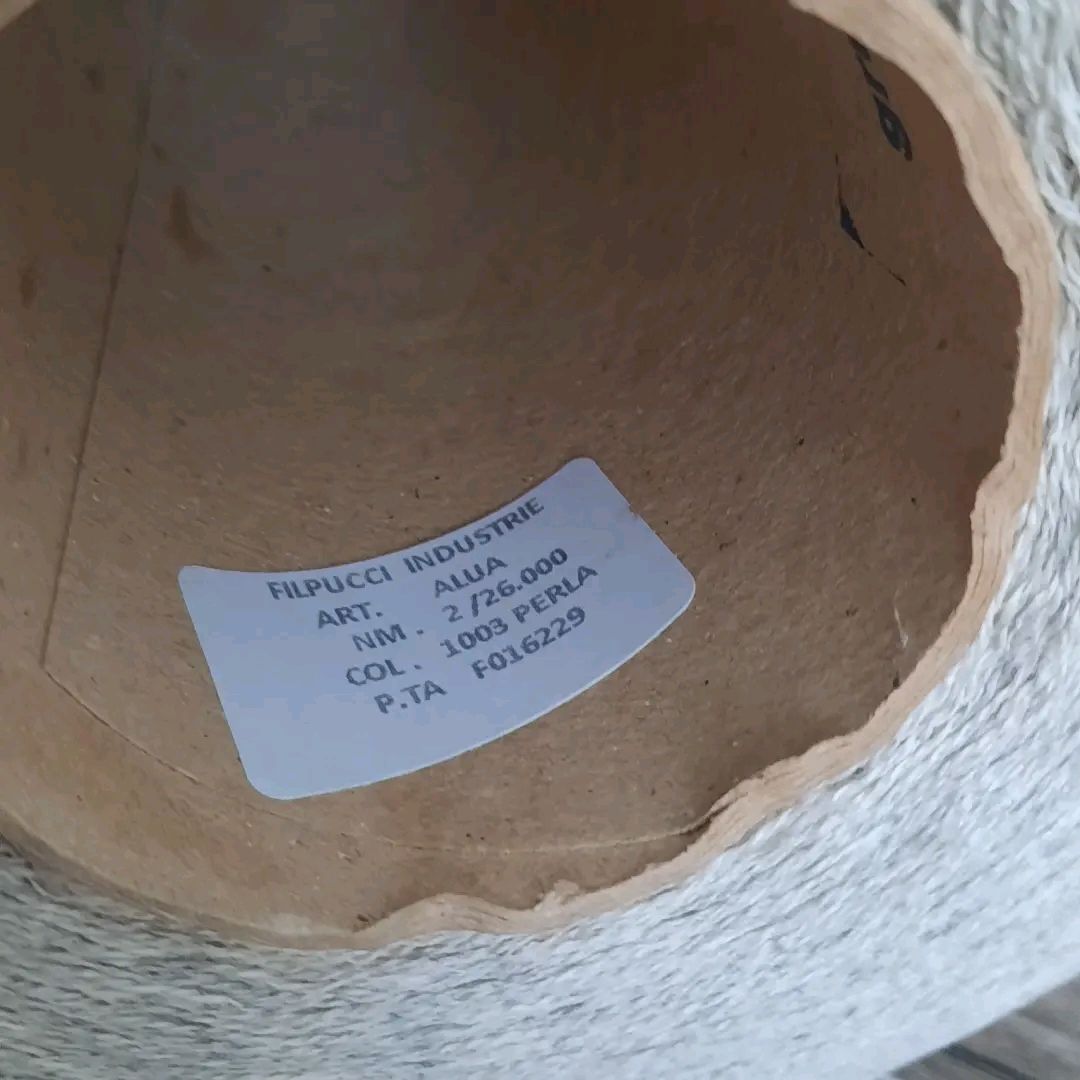 FILPUCCI INDUSTRIE
ART. ALUA
NM. 2/26.000
COL. 1003 PERLA
P.TA F016229